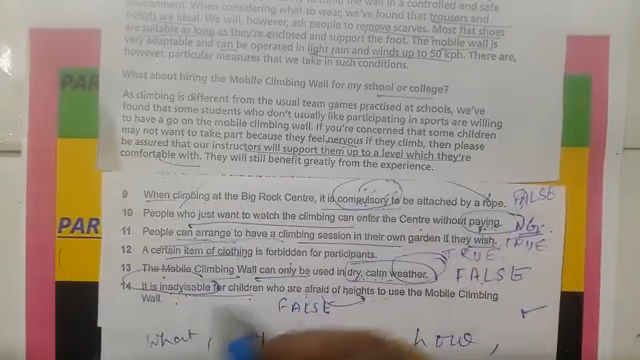 to climb the wall in a controlled and safe
environment. When considering what to wear, we've found that trousers and
t-shirts are ideal. We will, however, ask people to remove scarves. Most flat shoes
are suitable as long as they're enclosed and support the foot. The mobile wall is
very adaptable and can be operated in light rain and winds up to 50 kph. There are,
however, particular measures that we take in such conditions.
What about hiring the Mobile Climbing Wall for my school or college?
As climbing is different from the usual team games practised at schools, we've
found that some students who don't usually like participating in sports are willing
to have a go on the mobile climbing wall. If you're concerned that some children
may not want to take part because they feel nervous if they climb, then please
be assured that our instructors will support them up to a level which they're
comfortable with. They will still benefit greatly from the experience.
9 When climbing at the Big Rock Centre, it is compulsory to be attached by a rope. FALSE
10 People who just want to watch the climbing can enter the Centre without paying. NG
PAR
11 People can arrange to have a climbing session in their own garden if they wish. TRUE
12 A certain item of clothing is forbidden for participants. TRUE
13 The Mobile Climbing Wall can only be used in dry, calm weather. FALSE
14 It is inadvisable for children who are afraid of heights to use the Mobile Climbing
Wall. FALSE
what, how,